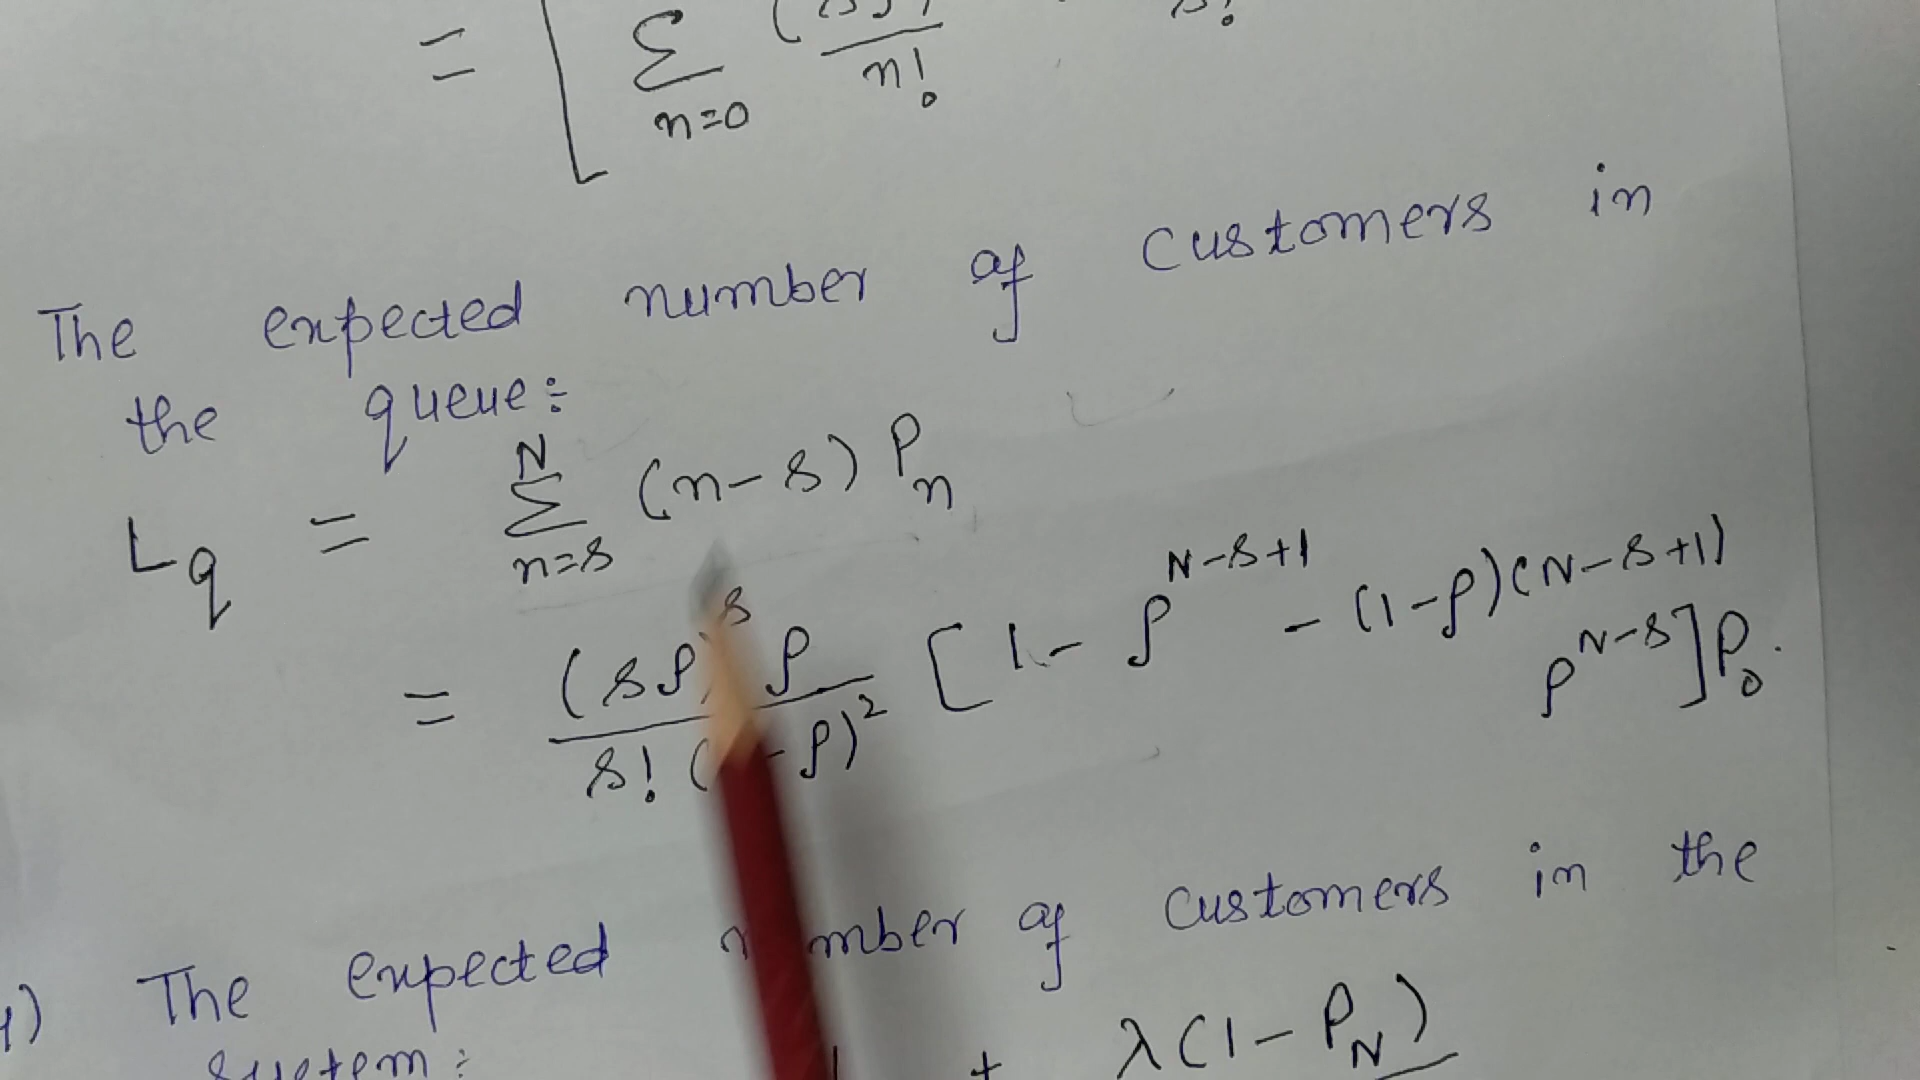 = [ Σ n=0 n!
The expected number of customers in
the queue:
Lq = Σ n=s N (n-s) Pn
= (sρ)^s ρ / s! ( -ρ)² [1- ρ^N-s+1 - (1-ρ)(N-s+1)
ρ^N-s] P0.
The expected mber of customers in the
system: + λ(1-PN)